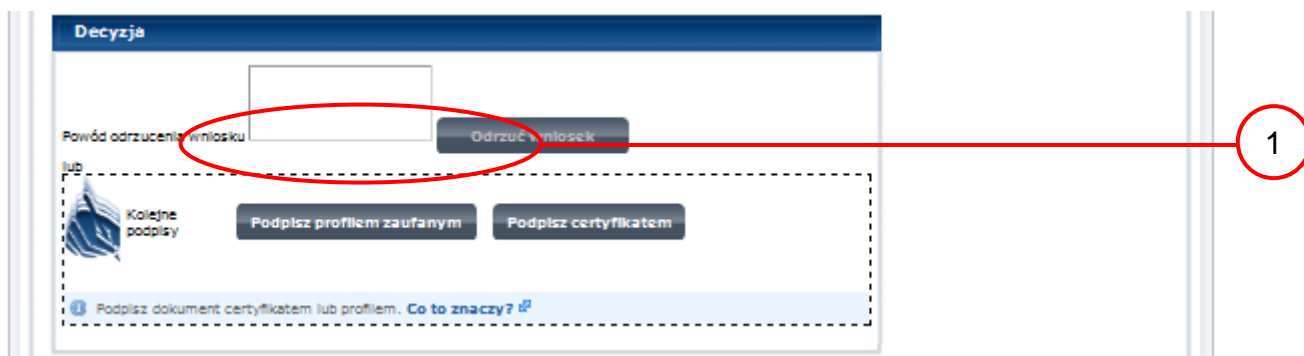 Decyzja
Powód odrzucenia wniosku
Odrzuć wniosek
1
lub
Kolejne
podpisy
Podpisz profilem zaufanym
Podpisz certyfikatem
Podpisz dokument certyfikatem lub profilem. Co to znaczy?